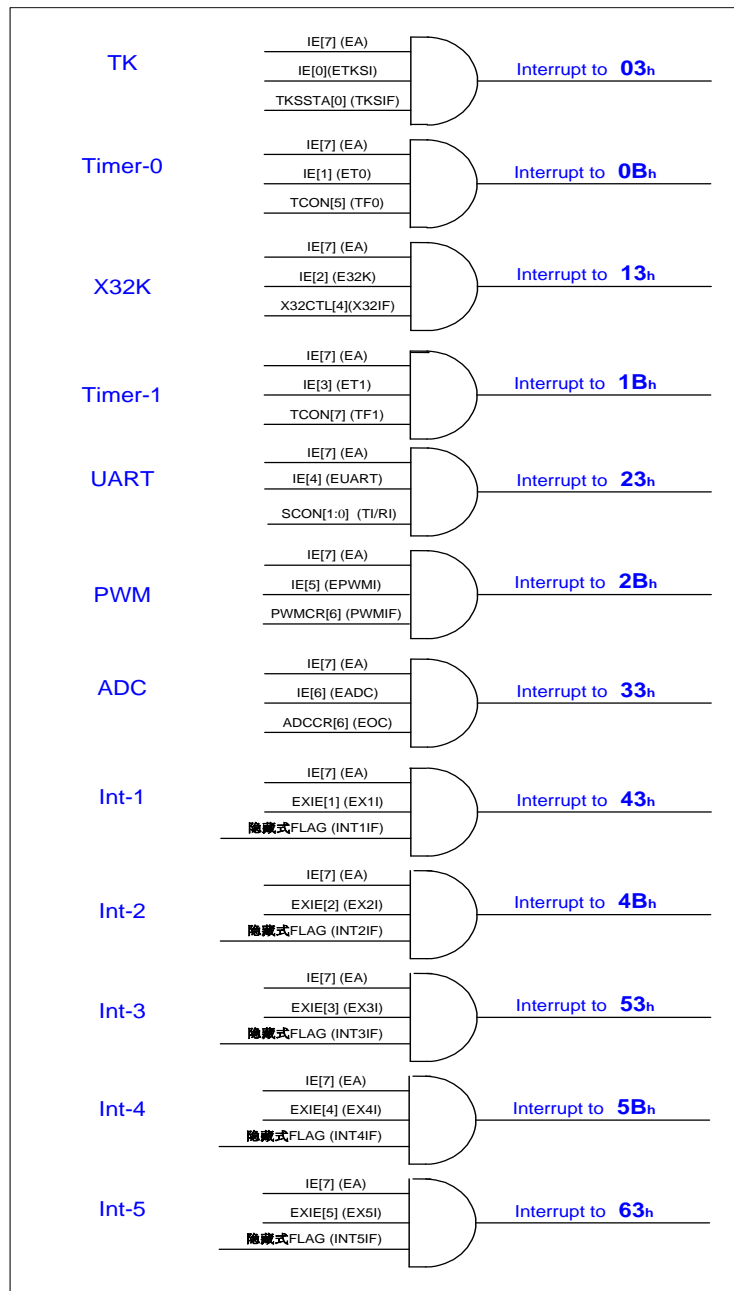 IE[7] (EA)
TK
IE[0](ETKSI)
Interrupt to 03h
TKSSTA[0] (TKSIF)
IE[7] (EA)
Timer-0
IE[1] (ET0)
Interrupt to 0Bh
TCON[5] (TF0)
IE[7] (EA)
X32K
IE[2] (E32K)
Interrupt to 13h
X32CTL[4](X32IF)
IE[7] (EA)
Timer-1
IE[3] (ET1)
Interrupt to 1Bh
TCON[7] (TF1)
IE[7] (EA)
UART
IE[4] (EUART)
Interrupt to 23h
SCON[1:0] (TI/RI)
IE[7] (EA)
PWM
IE[5] (EPWMI)
Interrupt to 2Bh
PWMCR[6] (PWMIF)
IE[7] (EA)
ADC
IE[6] (EADC)
Interrupt to 33h
ADCCR[6] (EOC)
IE[7] (EA)
Int-1
EXIE[1] (EX1I)
Interrupt to 43h
隐藏式FLAG (INT1IF)
IE[7] (EA)
Int-2
EXIE[2] (EX2I)
Interrupt to 4Bh
隐藏式FLAG (INT2IF)
IE[7] (EA)
Int-3
EXIE[3] (EX3I)
Interrupt to 53h
隐藏式FLAG (INT3IF)
IE[7] (EA)
Int-4
EXIE[4] (EX4I)
Interrupt to 5Bh
隐藏式FLAG (INT4IF)
IE[7] (EA)
Int-5
EXIE[5] (EX5I)
Interrupt to 63h
隐藏式FLAG (INT5IF)